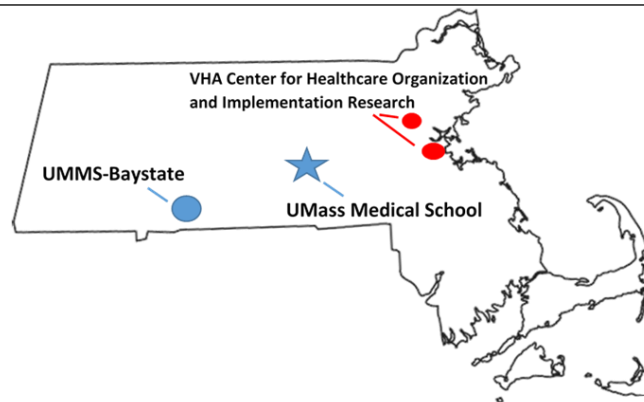 VHA Center for Healthcare Organization
and Implementation Research
UMMS-Baystate
UMass Medical School